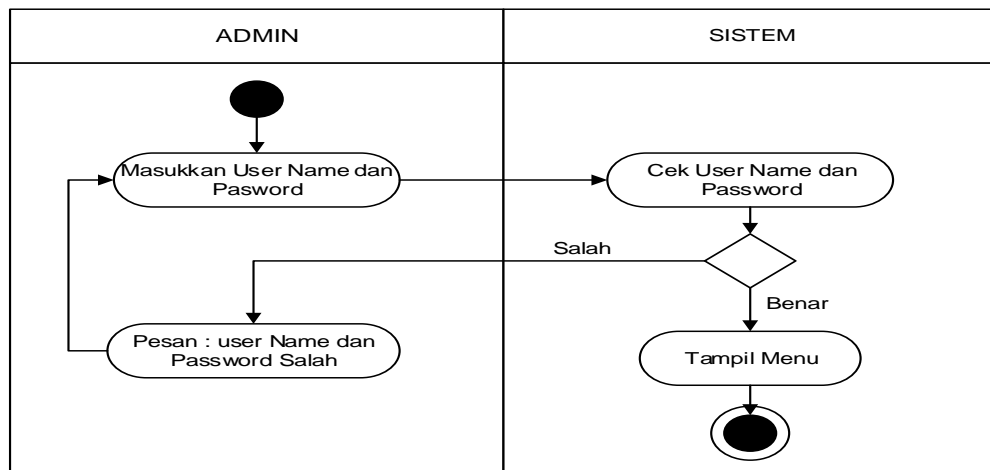 ADMIN
SISTEM
Masukkan User Name dan
Pasword
Cek User Name dan
Password
Salah
Benar
Pesan : user Name dan
Password Salah
Tampil Menu